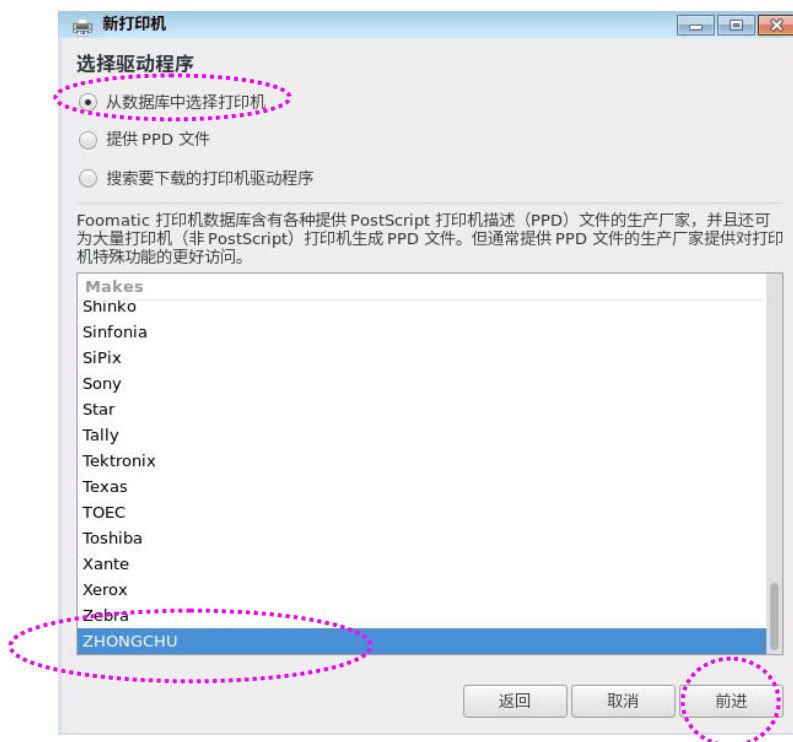 新打印机
选择驱动程序
从数据库中选择打印机
提供 PPD 文件
搜索要下载的打印机驱动程序
Foomatic 打印机数据库含有各种提供 PostScript 打印机描述（PPD）文件的生产厂家，并且还可
为大量打印机（非 PostScript）打印机生成 PPD 文件。但通常提供 PPD 文件的生产厂家提供对打印
机特殊功能的更好访问。
Makes
Shinko
Sinfonia
SiPix
Sony
Star
Tally
Tektronix
Texas
TOEC
Toshiba
Xante
Xerox
Zebra
ZHONGCHU
返回 取消 前进